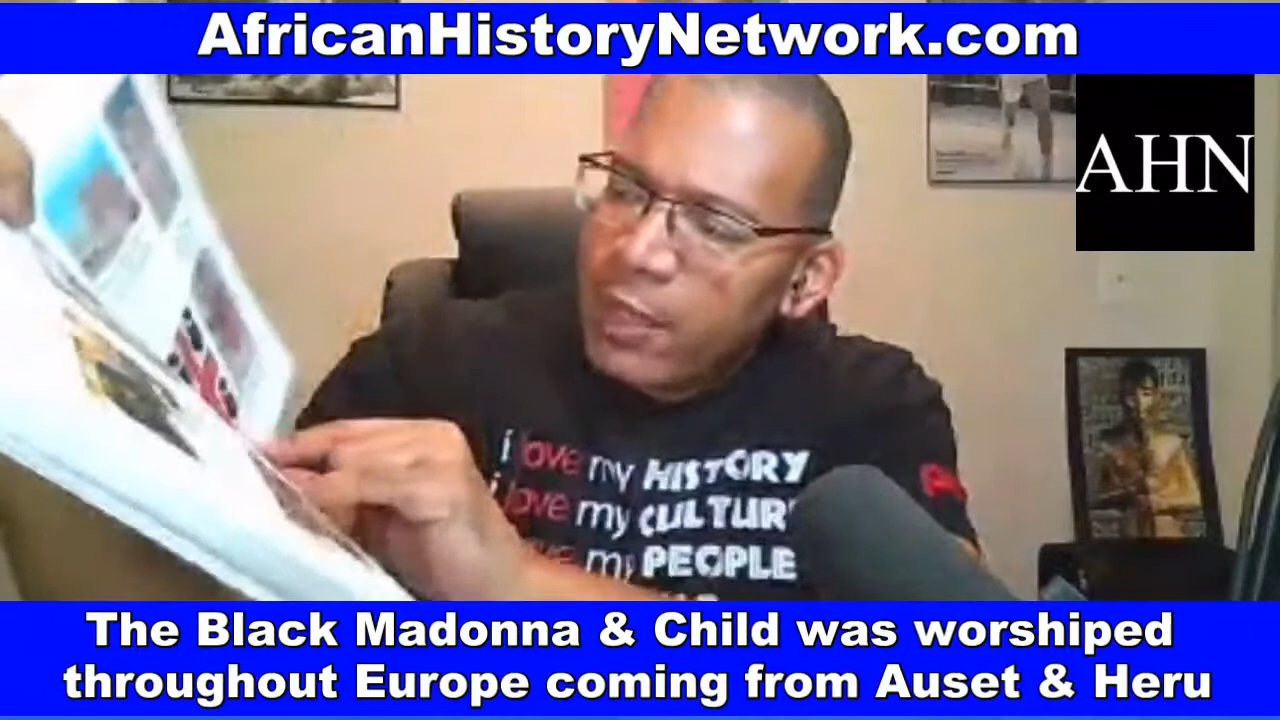 AfricanHistoryNetwork.com
AHN
i love my HISTORY
i love my CULTUR
my PEOPLE
The Black Madonna & Child was worshiped
throughout Europe coming from Auset & Heru